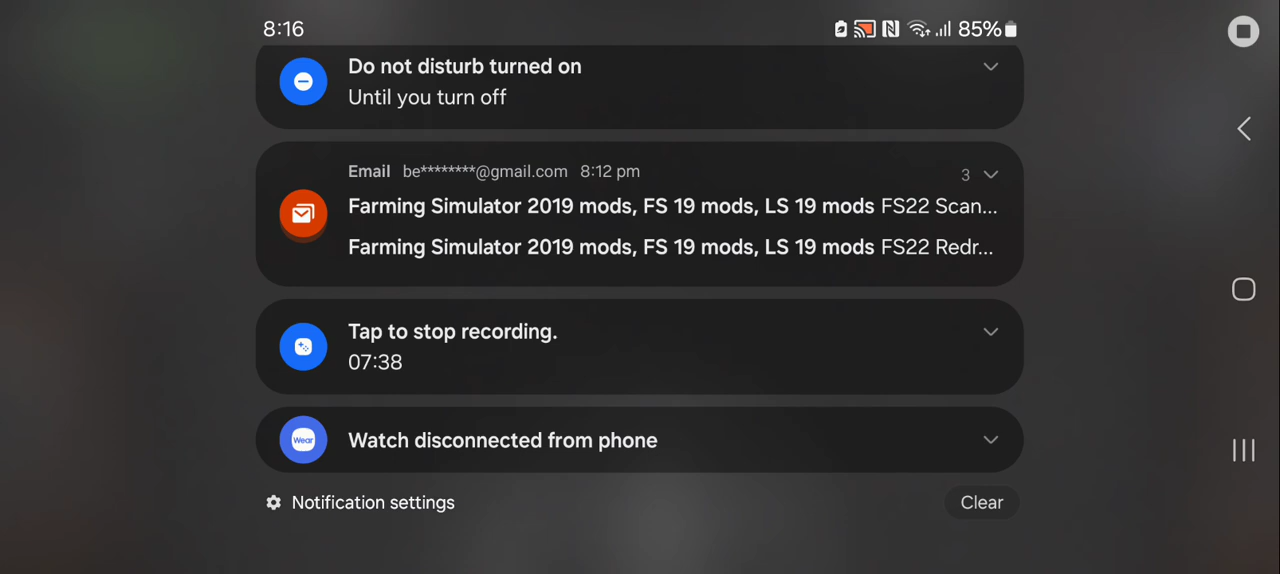 8:16
85%
Do not disturb turned on
Until you turn off
Email be********@gmail.com 8:12 pm
3
Farming Simulator 2019 mods, FS 19 mods, LS 19 mods FS22 Scan...
Farming Simulator 2019 mods, FS 19 mods, LS 19 mods FS22 Redr...
Tap to stop recording.
07:38
Wear
Watch disconnected from phone
Notification settings
Clear